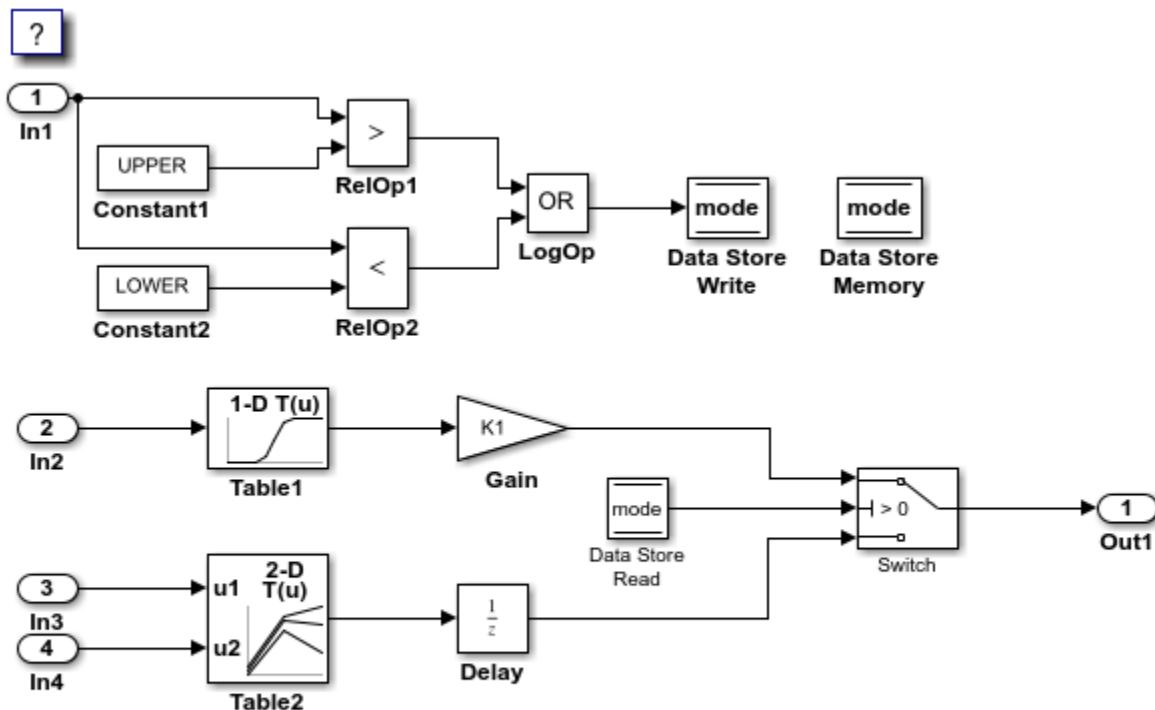 ?
1
In1
UPPER
Constant1
>
RelOp1
LOWER
Constant2
<
RelOp2
OR
LogOp
mode
Data Store
Write
mode
Data Store
Memory
2
In2
1-D T(u)
Table1
K1
Gain
mode
Data Store
Read
> 0
Switch
1
Out1
3
In3
4
In4
u1
u2
2-D
T(u)
Table2
1
z
Delay